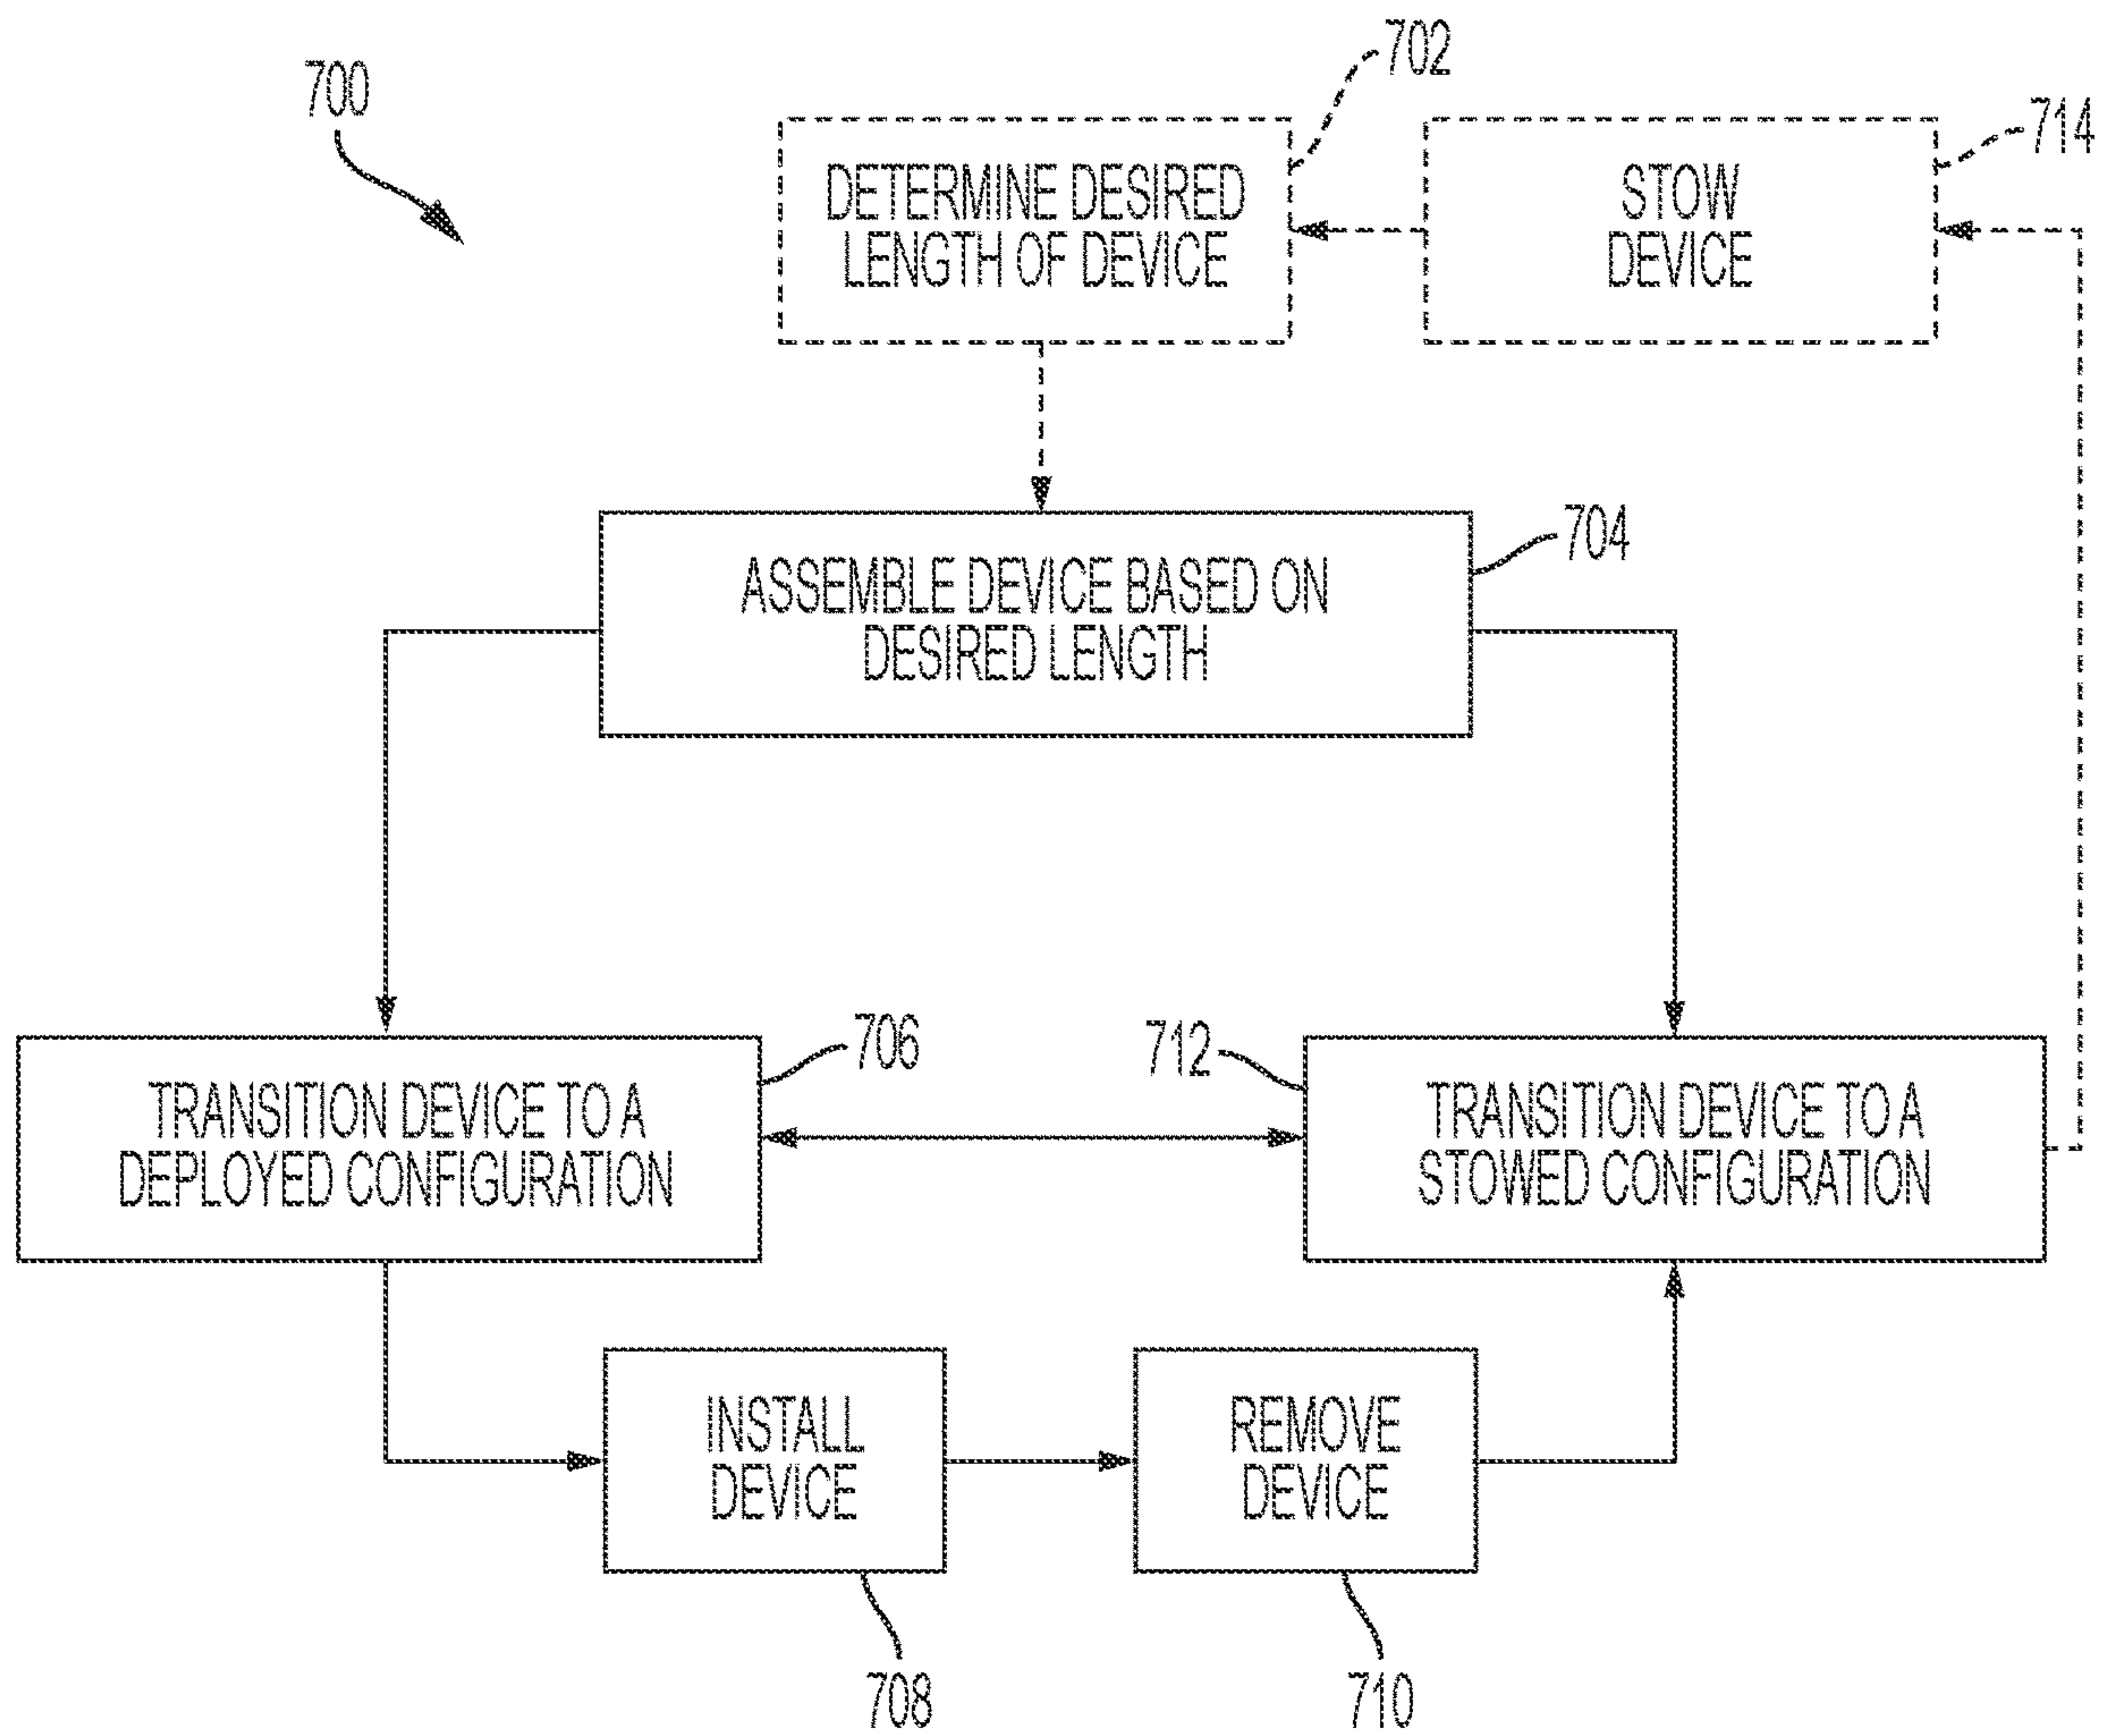 700
702
714
DETERMINE DESIRED
LENGTH OF DEVICE
STOW
DEVICE
704
ASSEMBLE DEVICE BASED ON
DESIRED LENGTH
706
712
TRANSITION DEVICE TO A
DEPLOYED CONFIGURATION
TRANSITION DEVICE TO A
STOWED CONFIGURATION
INSTALL
DEVICE
REMOVE
DEVICE
708
710